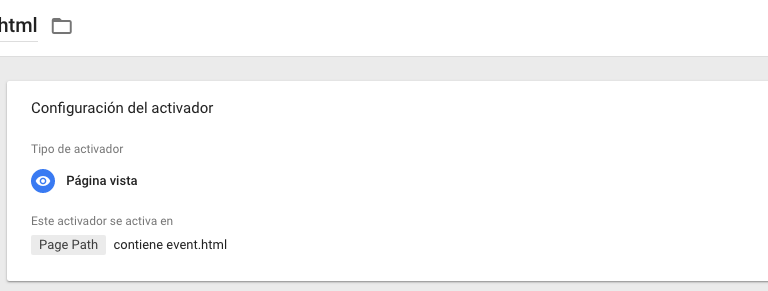 html
Configuración del activador
Tipo de activador
Página vista
Este activador se activa en
Page Path contiene event.html